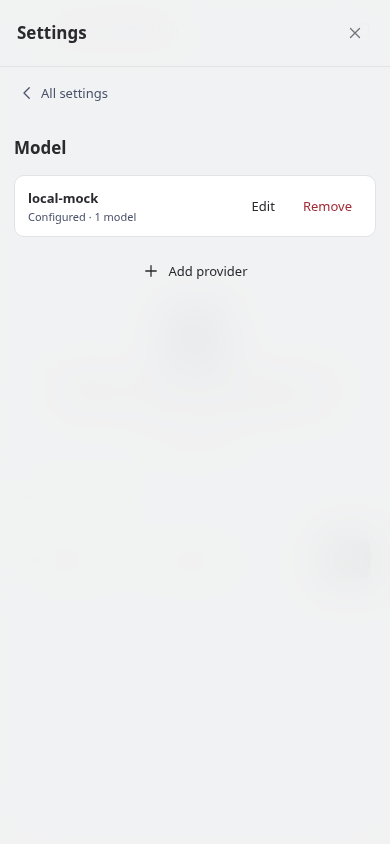 Settings
All settings
Model
local-mock
Configured · 1 model
Edit
Remove
Add provider